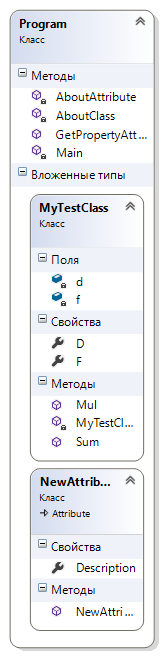 Program
Класс
Методы
AboutAttribute
AboutClass
GetPropertyAtt...
Main
Вложенные типы
MyTestClass
Класс
Поля
d
f
Свойства
D
F
Методы
Mul
MyTestCl...
Sum
NewAttrib...
Класс
Attribute
Свойства
Description
Методы
NewAttri...